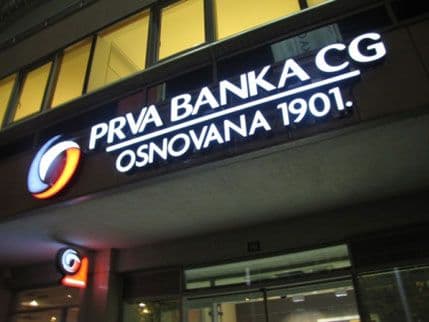 PRVA BANKA CG
OSNOVANA 1901.